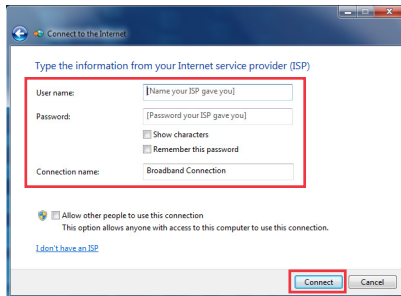 Connect to the Internet
Type the information from your Internet service provider (ISP)
User name:
[Name your ISP gave you]
Password:
[Password your ISP gave you]
Show characters
Remember this password
Connection name:
Broadband Connection
Allow other people to use this connection
This option allows anyone with access to this computer to use this connection.
I don't have an ISP
Connect
Cancel